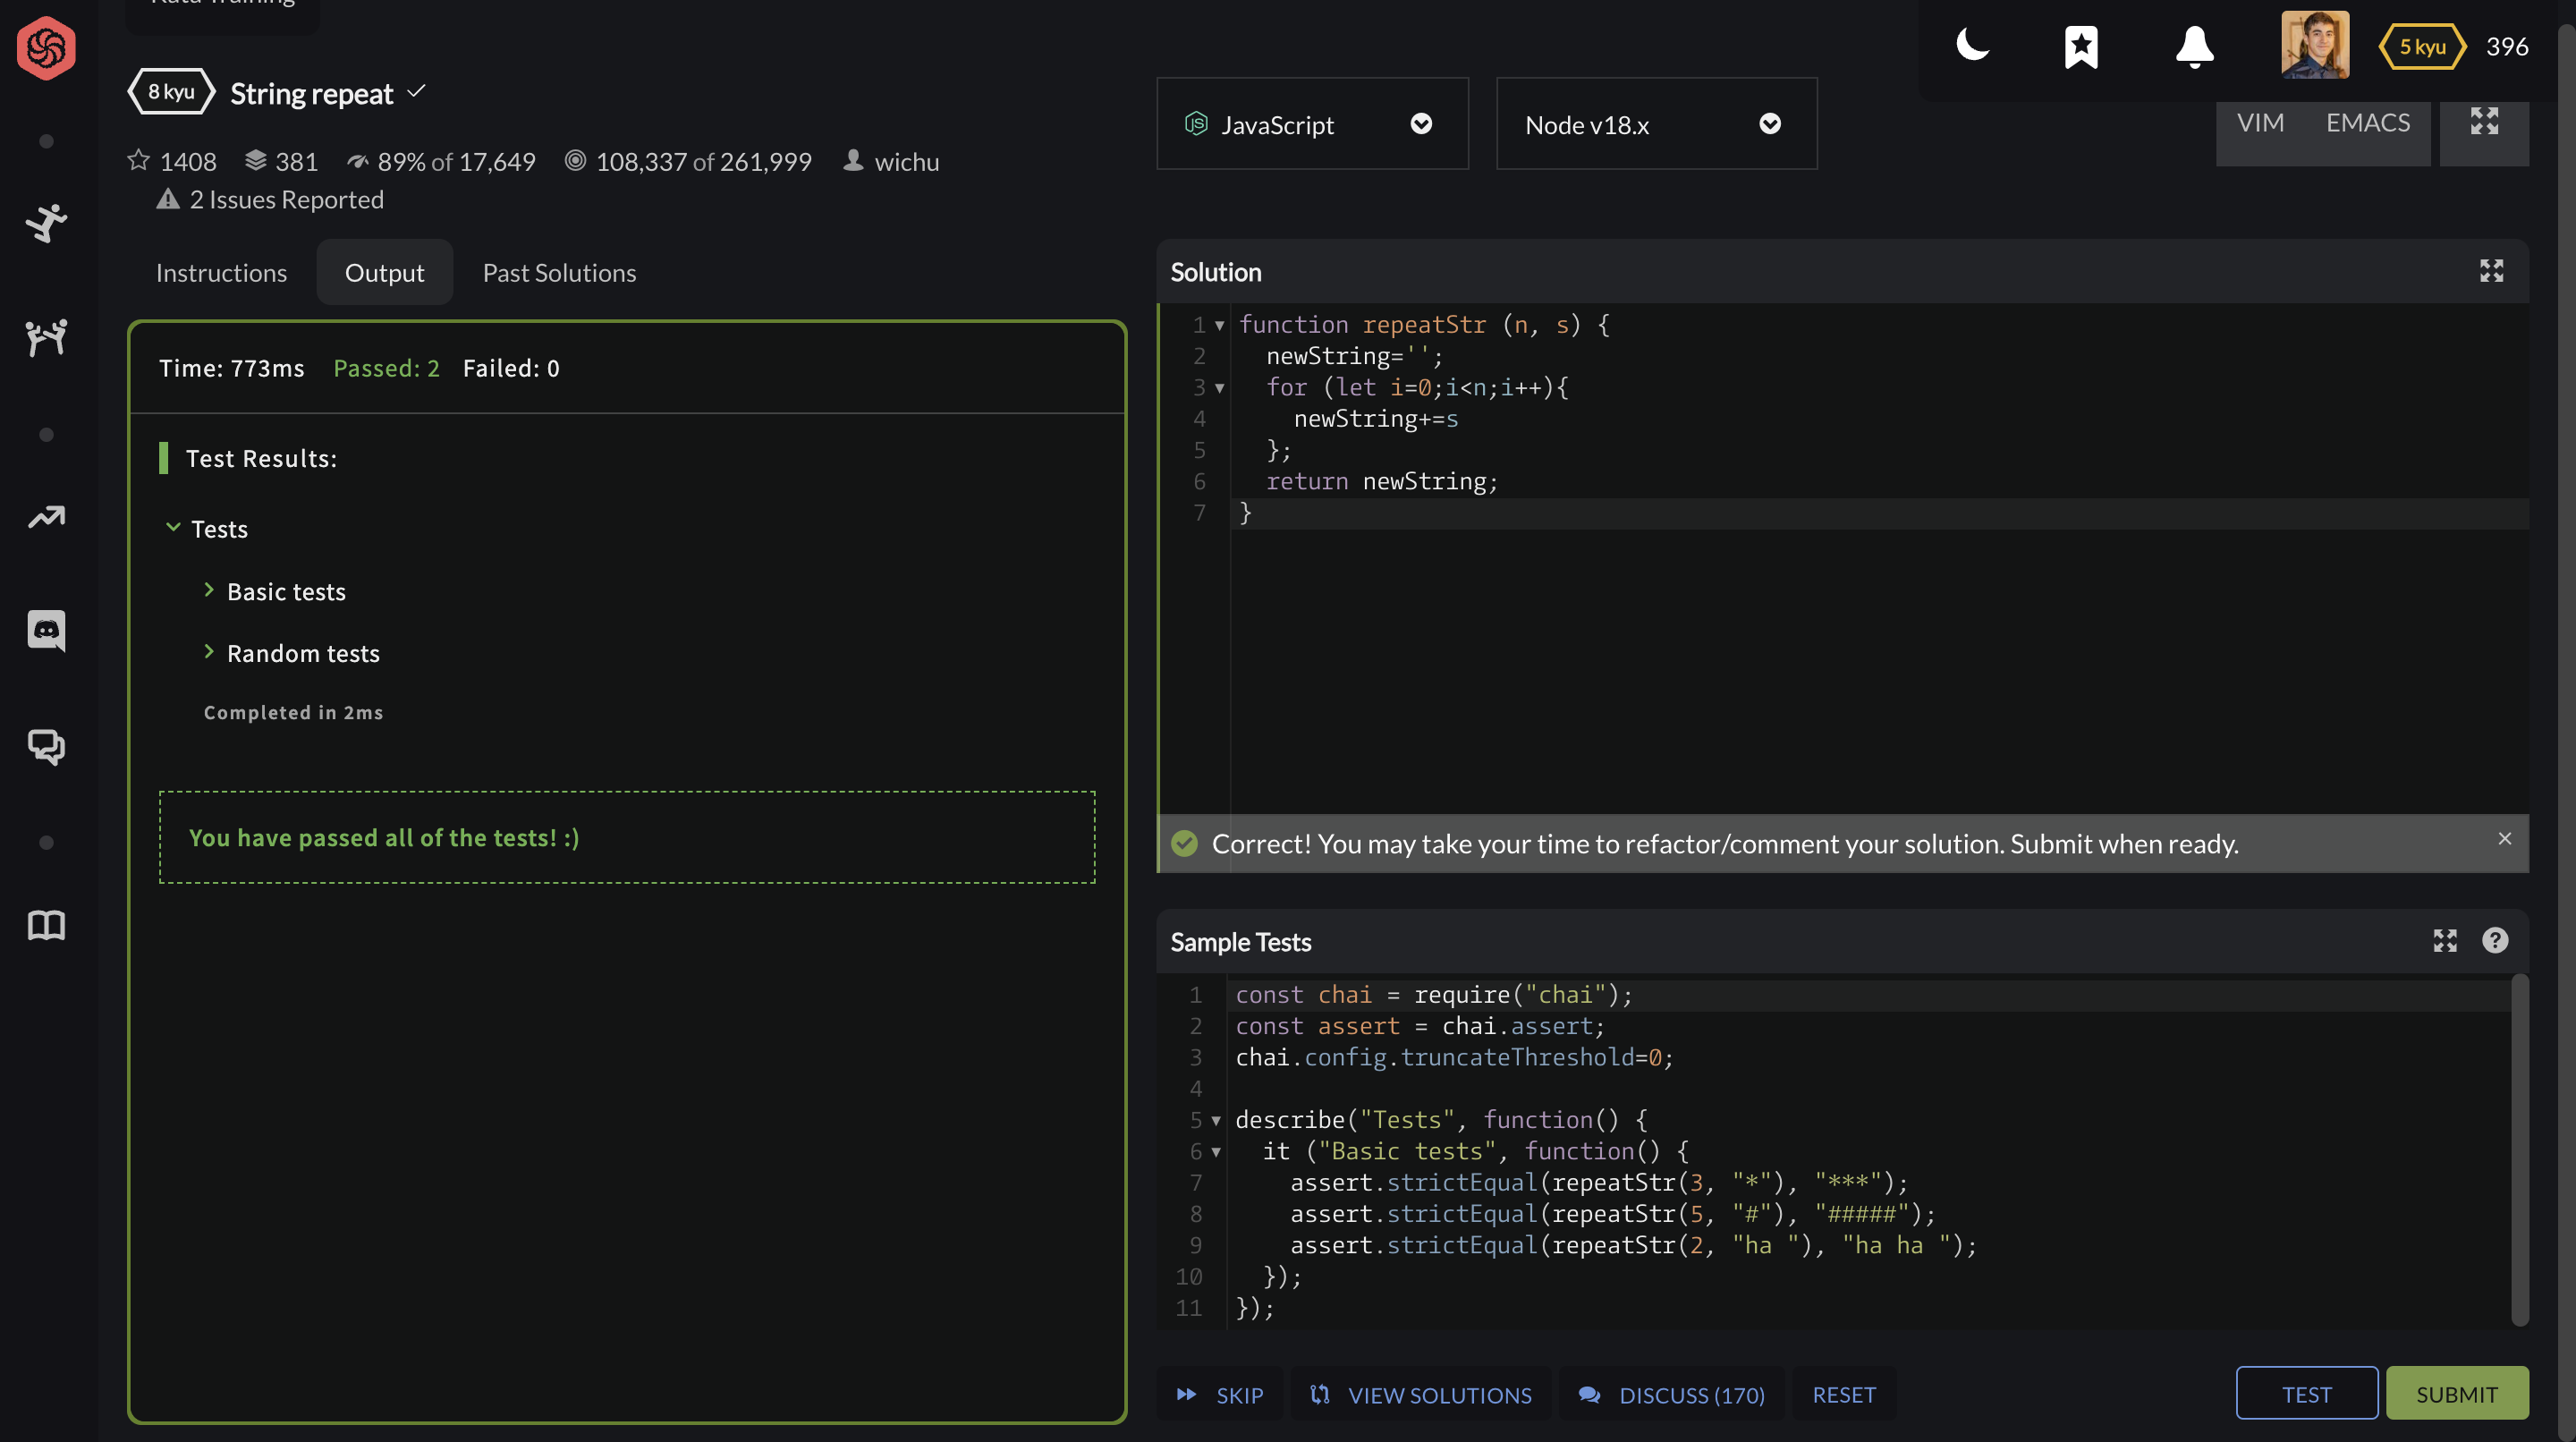 Kata Training
8 kyu String repeat
1408 381 89% of 17,649 108,337 of 261,999 wichu
2 Issues Reported
JavaScript
Node v18.x
5 kyu 396
VIM EMACS
Instructions Output Past Solutions
Time: 773ms Passed: 2 Failed: 0
Test Results:
Tests
Basic tests
Random tests
Completed in 2ms
You have passed all of the tests! :)
Solution
1 function repeatStr (n, s) {
2 newString='';
3 for (let i=0;i<n;i++){
4 newString+=s
5 };
6 return newString;
7 }
Correct! You may take your time to refactor/comment your solution. Submit when ready.
Sample Tests
1 const chai = require("chai");
2 const assert = chai.assert;
3 chai.config.truncateThreshold=0;
4
5 describe("Tests", function() {
6 it ("Basic tests", function() {
7 assert.strictEqual(repeatStr(3, "*"), "***");
8 assert.strictEqual(repeatStr(5, "#"), "#####");
9 assert.strictEqual(repeatStr(2, "ha "), "ha ha ");
10 });
11 });
SKIP VIEW SOLUTIONS DISCUSS (170) RESET TEST SUBMIT